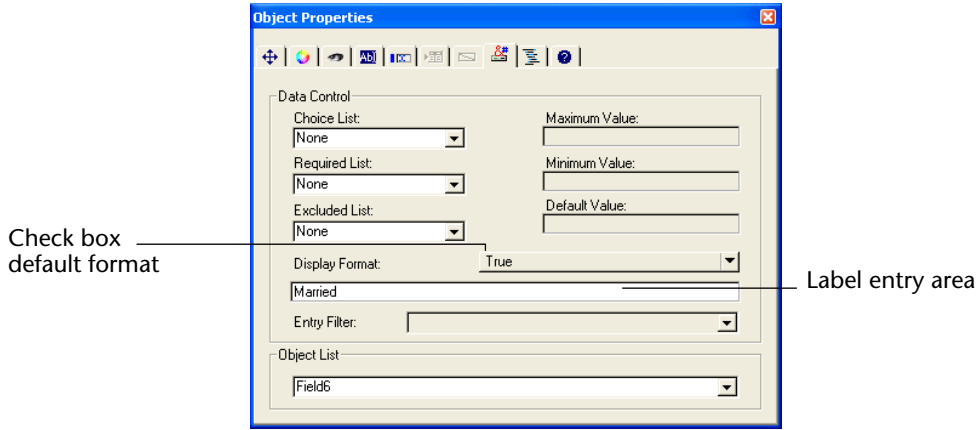 Object Properties
Ab
Data Control
Choice List:
None
Maximum Value:
Required List:
None
Minimum Value:
Excluded List:
None
Default Value:
Check box
default format
Display Format:
True
Married
Label entry area
Entry Filter:
Object List
Field6